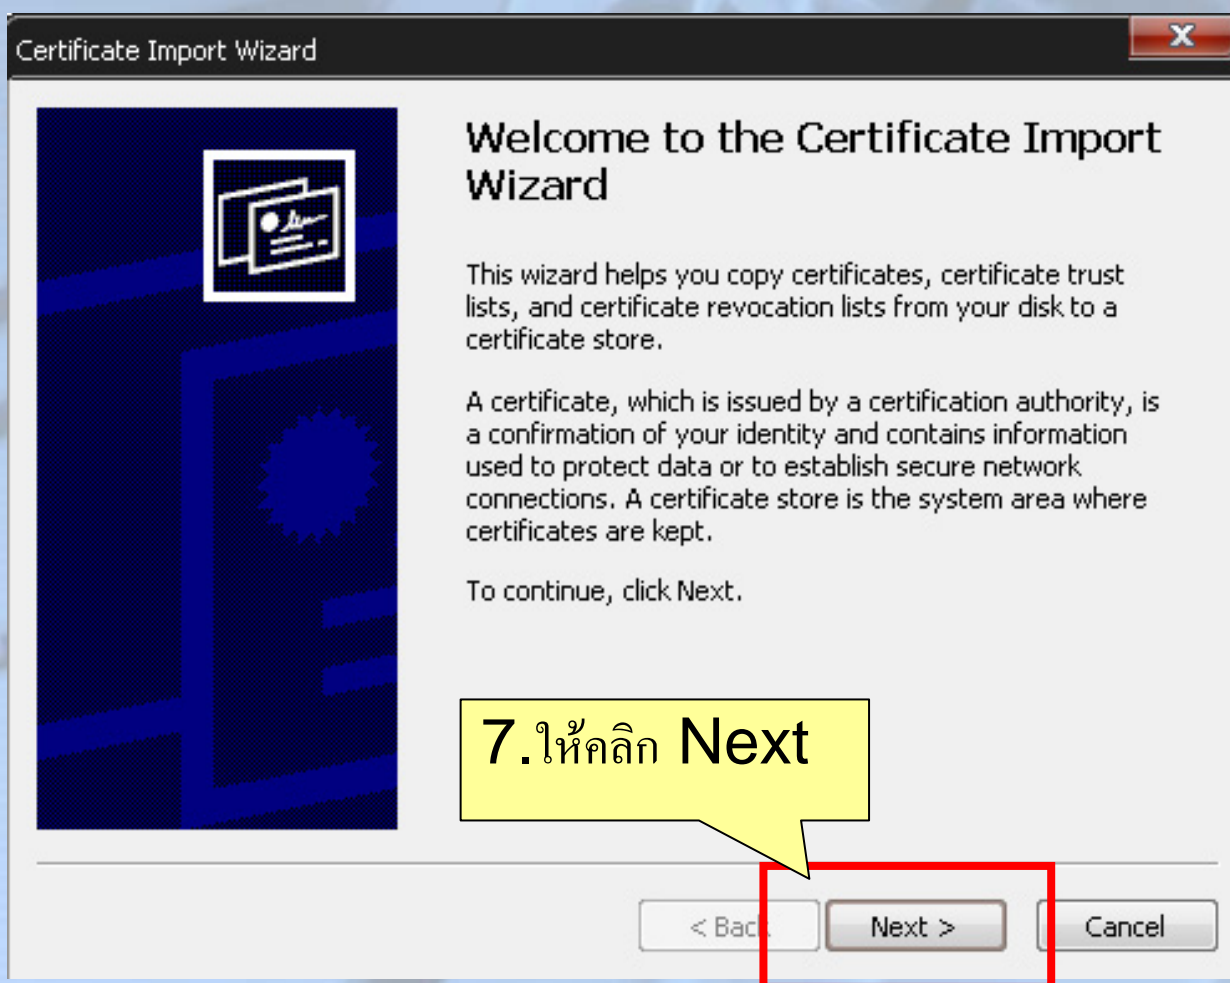 Certificate Import Wizard
Welcome to the Certificate Import
Wizard
This wizard helps you copy certificates, certificate trust
lists, and certificate revocation lists from your disk to a
certificate store.
A certificate, which is issued by a certification authority, is
a confirmation of your identity and contains information
used to protect data or to establish secure network
connections. A certificate store is the system area where
certificates are kept.
To continue, click Next.
7.ให้คลิก Next
< Back
Next >
Cancel